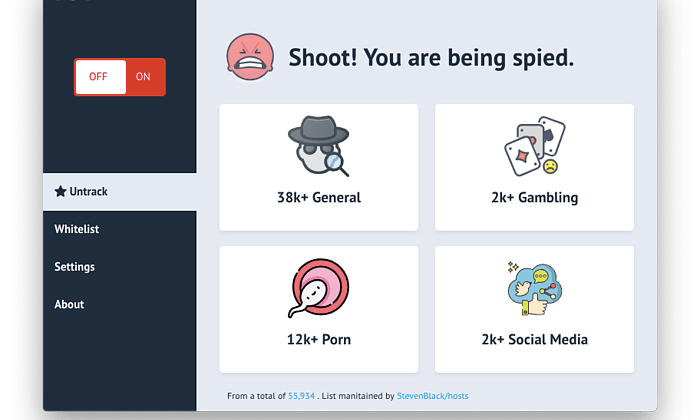 OFF ON
Shoot! You are being spied.
Untrack
Whitelist
Settings
About
38k+ General
2k+ Gambling
12k+ Porn
2k+ Social Media
From a total of 55,934 . List manitained by StevenBlack/hosts